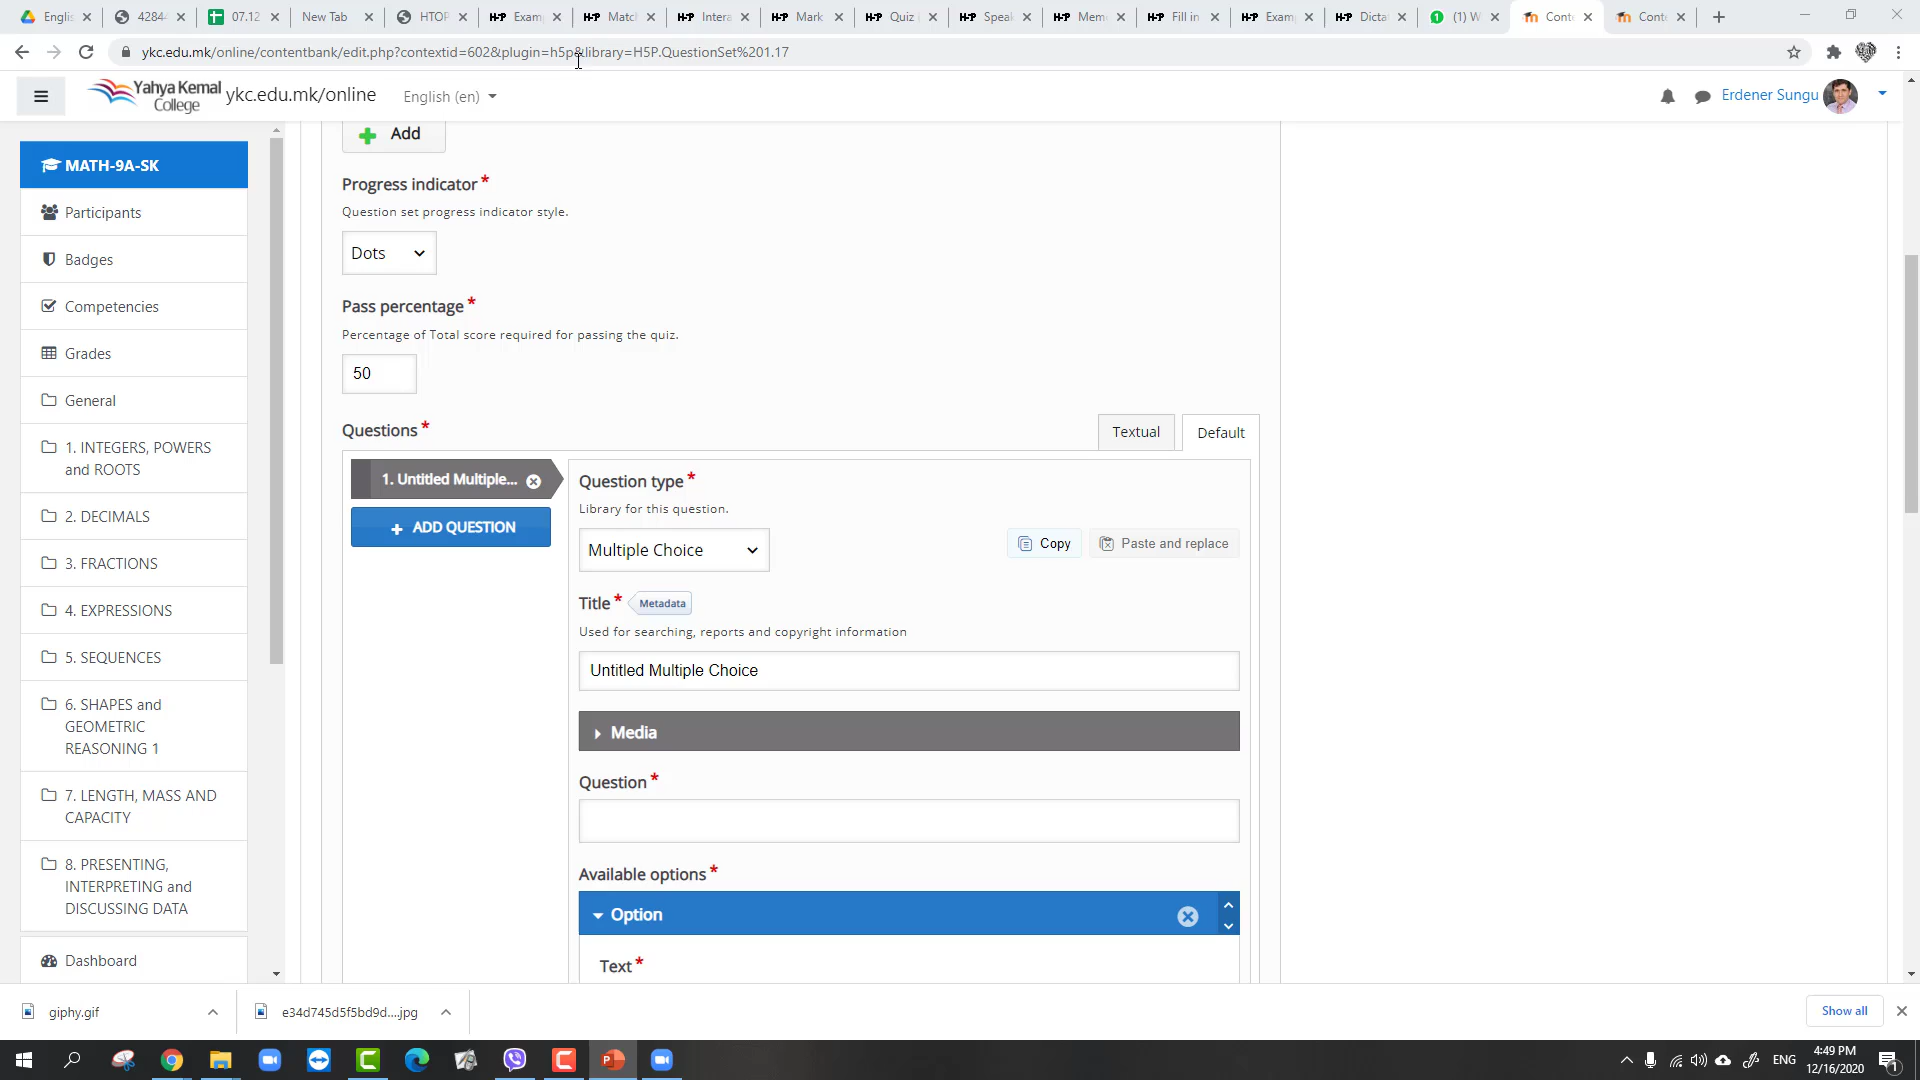 Englis
4284
07.12
New Tab
HTOP
H-P Examp
H-P Match
H-P Intera
H-P Mark
H-P Quiz
H-P Speak
H-P Mem
H-P Fill in
H-P Examp
H-P Dicta
(1) W
Conte
Conte
ykc.edu.mk/online/contentbank/edit.php?contextid=602&plugin=h5p&library=H5P.QuestionSet%201.17
Yahya Kemal
College
ykc.edu.mk/online
English (en)
Erdener Sungu
MATH-9A-SK
Participants
Badges
Competencies
Grades
General
1. INTEGERS, POWERS
and ROOTS
2. DECIMALS
3. FRACTIONS
4. EXPRESSIONS
5. SEQUENCES
6. SHAPES and
GEOMETRIC
REASONING 1
7. LENGTH, MASS AND
CAPACITY
8. PRESENTING,
INTERPRETING and
DISCUSSING DATA
Dashboard
Add
Progress indicator *
Question set progress indicator style.
Dots
Pass percentage *
Percentage of Total score required for passing the quiz.
50
Questions *
Textual
Default
1. Untitled Multiple...
+ ADD QUESTION
Question type *
Library for this question.
Multiple Choice
Copy
Paste and replace
Title *
Metadata
Used for searching, reports and copyright information
Untitled Multiple Choice
Media
Question *
Available options *
Option
Text *
giphy.gif
e34d745d5f5bd9d....jpg
Show all
ENG
4:49 PM
12/16/2020
1